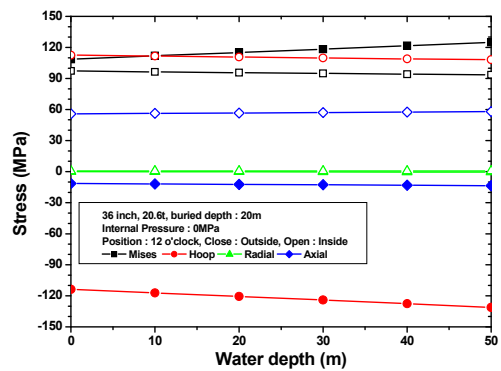 Stress (MPa)
150
120
90
60
30
0
-30
-60
-90
-120
-150
36 inch, 20.6t, buried depth : 20m
Internal Pressure : 0MPa
Position : 12 o'clock, Close : Outside, Open : Inside
Mises Hoop Radial Axial
0 10 20 30 40 50
Water depth (m)